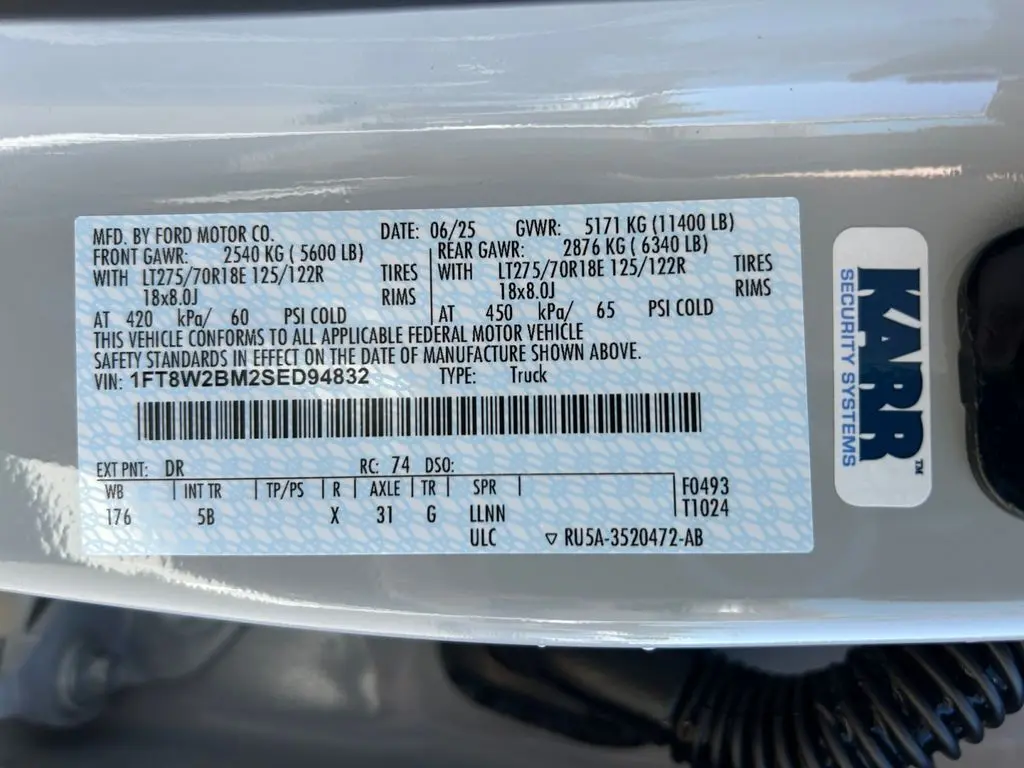 MFD. BY FORD MOTOR CO. DATE: 06/25 GVWR: 5171 KG (11400 LB)
FRONT GAWR: 2540 KG ( 5600 LB) REAR GAWR: 2876 KG ( 6340 LB)
WITH LT275/70R18E 125/122R TIRES WITH LT275/70R18E 125/122R TIRES
18x8.0J RIMS 18x8.0J RIMS
AT 420 kPa/ 60 PSI COLD AT 450 kPa/ 65 PSI COLD
THIS VEHICLE CONFORMS TO ALL APPLICABLE FEDERAL MOTOR VEHICLE
SAFETY STANDARDS IN EFFECT ON THE DATE OF MANUFACTURE SHOWN ABOVE.
VIN: 1FT8W2BM2SED94832 TYPE: Truck
EXT PNT: DR RC: 74 DSO:
WB INT TR TP/PS R AXLE TR SPR F0493
176 5B X 31 G LLNN T1024
ULC ▽ RU5A-3520472-AB
KARR™
SECURITY SYSTEMS